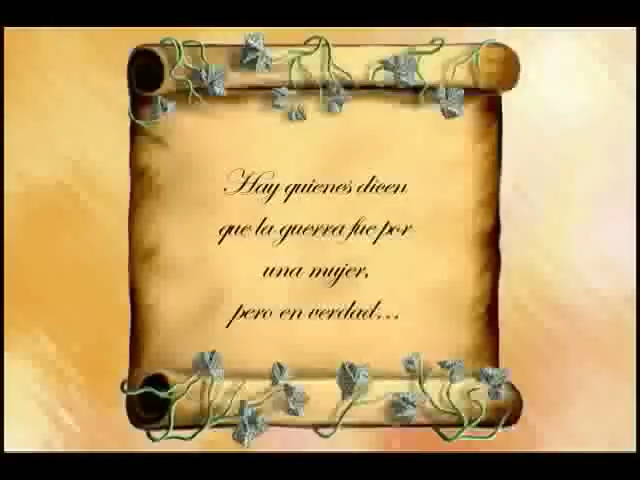 Hay quienes dicen
que la guerra fue por
una mujer,
pero en verdad...